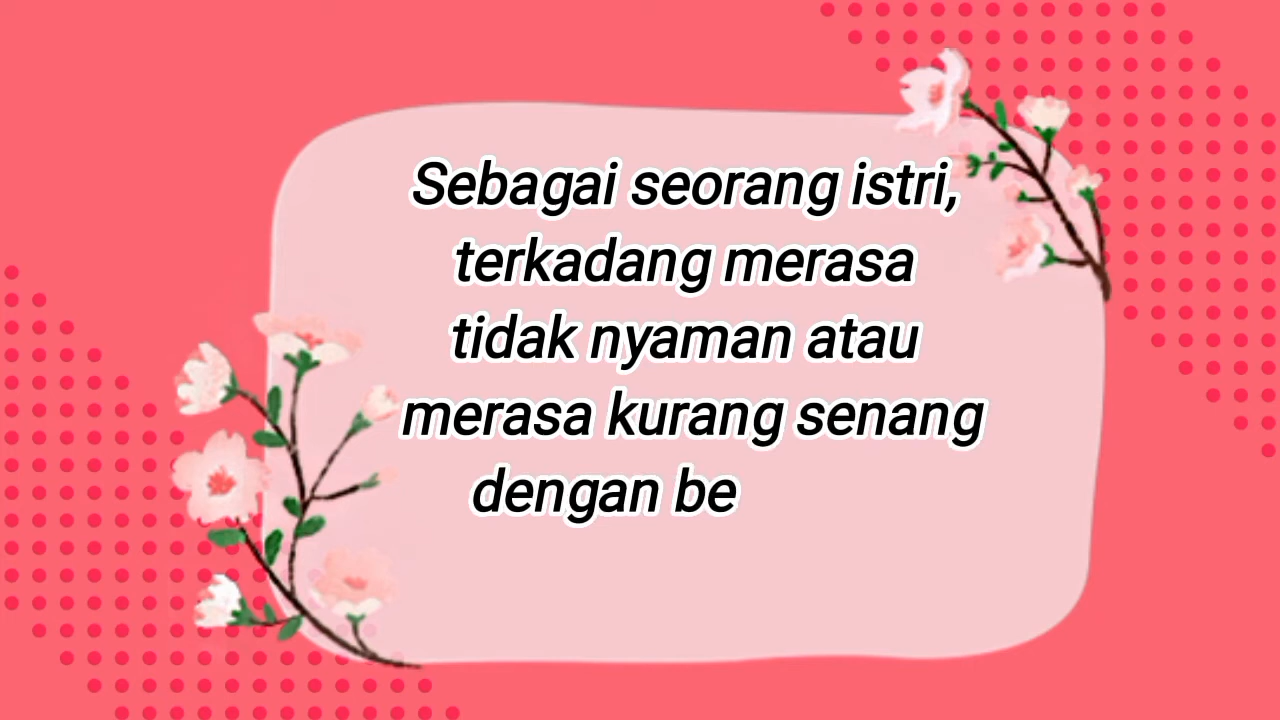 Sebagai seorang istri,
terkadang merasa
tidak nyaman atau
merasa kurang senang
dengan be